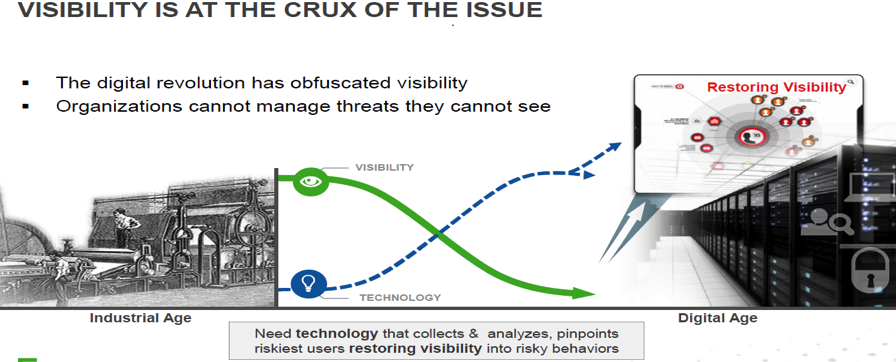 VISIBILITY IS AT THE CRUX OF THE ISSUE
The digital revolution has obfuscated visibility
Organizations cannot manage threats they cannot see
Restoring Visibility
VISIBILITY
TECHNOLOGY
Industrial Age
Digital Age
Need technology that collects & analyzes, pinpoints
riskiest users restoring visibility into risky behaviors